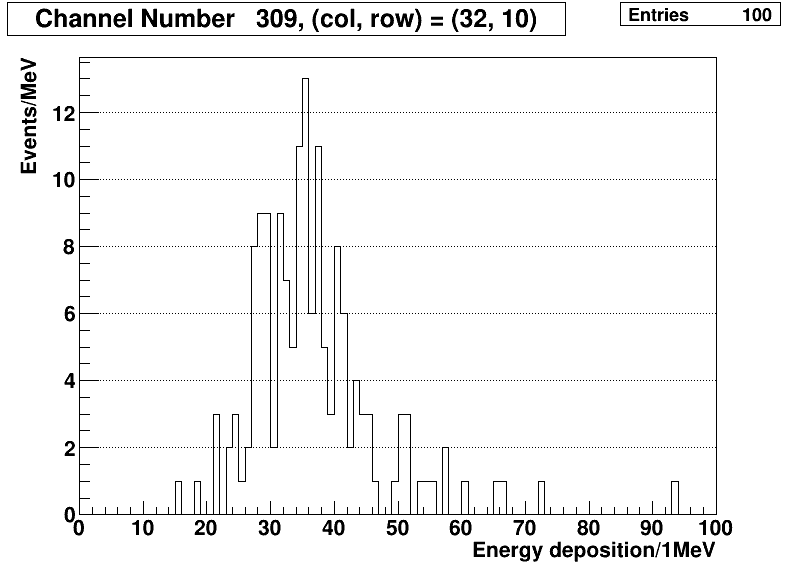 Channel Number 309, (col, row) = (32, 10)
Entries 100
Events/MeV
12
10
8
6
4
2
0
0 10 20 30 40 50 60 70 80 90 100
Energy deposition/1MeV